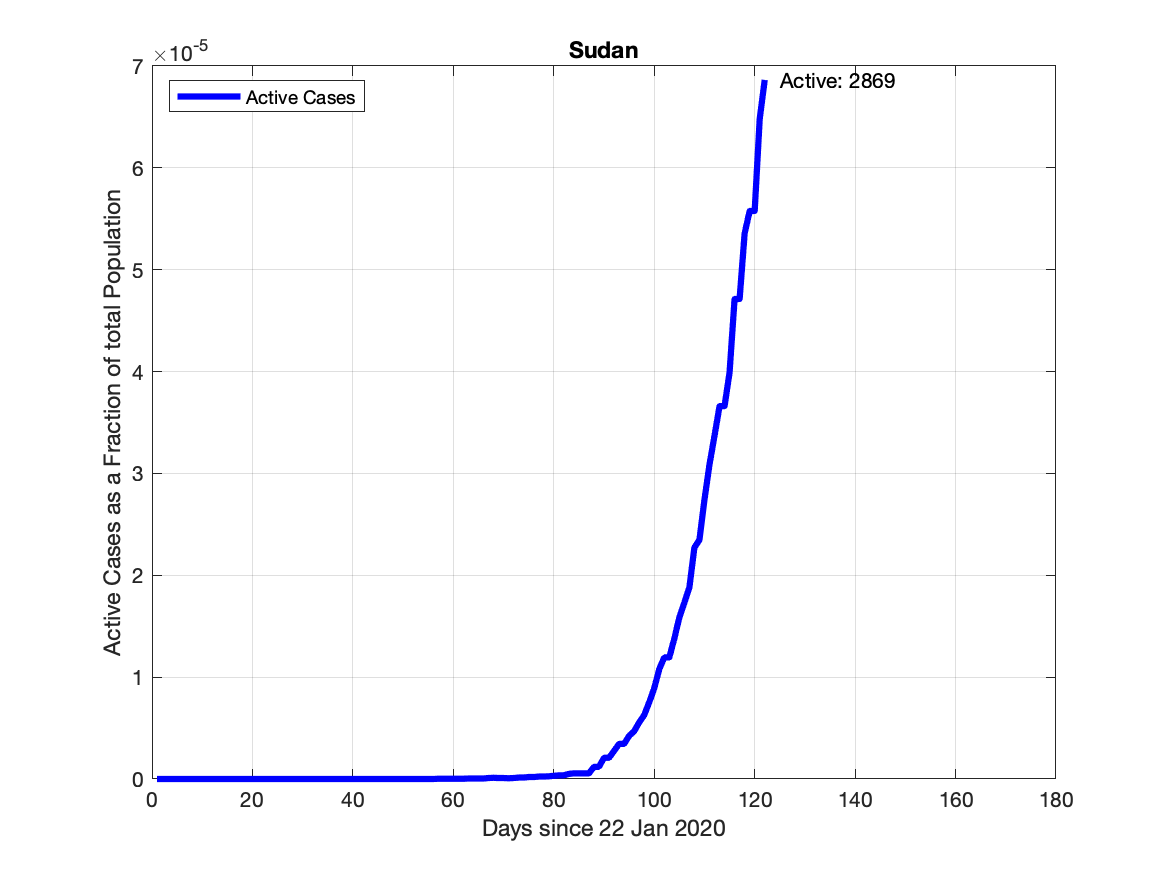 Sudan
×10-5
7
6
5
4
3
2
1
0
Active Cases as a Fraction of total Population
Active Cases
Active: 2869
0 20 40 60 80 100 120 140 160 180
Days since 22 Jan 2020